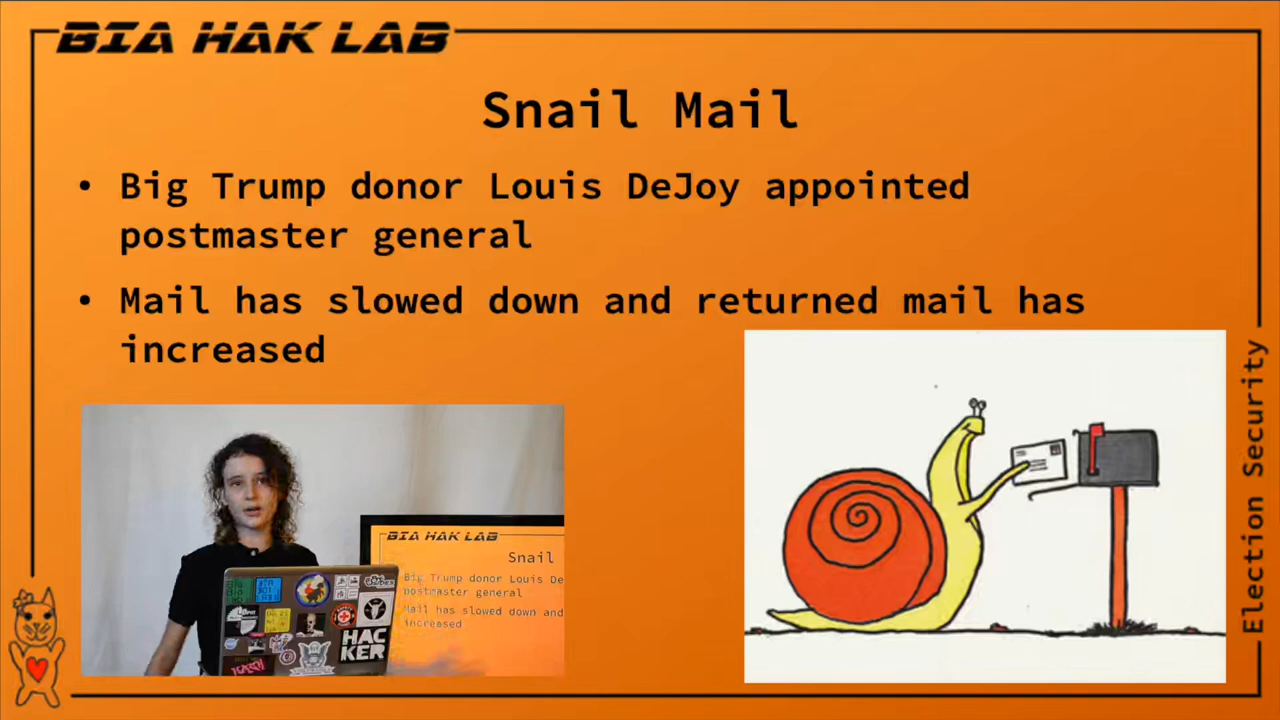 BIA HAK LAB
Snail Mail
• Big Trump donor Louis DeJoy appointed
postmaster general
• Mail has slowed down and returned mail has
increased
Election Security
BIA HAK LAB
Snail
Big Trump donor Louis De
postmaster general
Mail has slowed down and
increased
HAC
KER